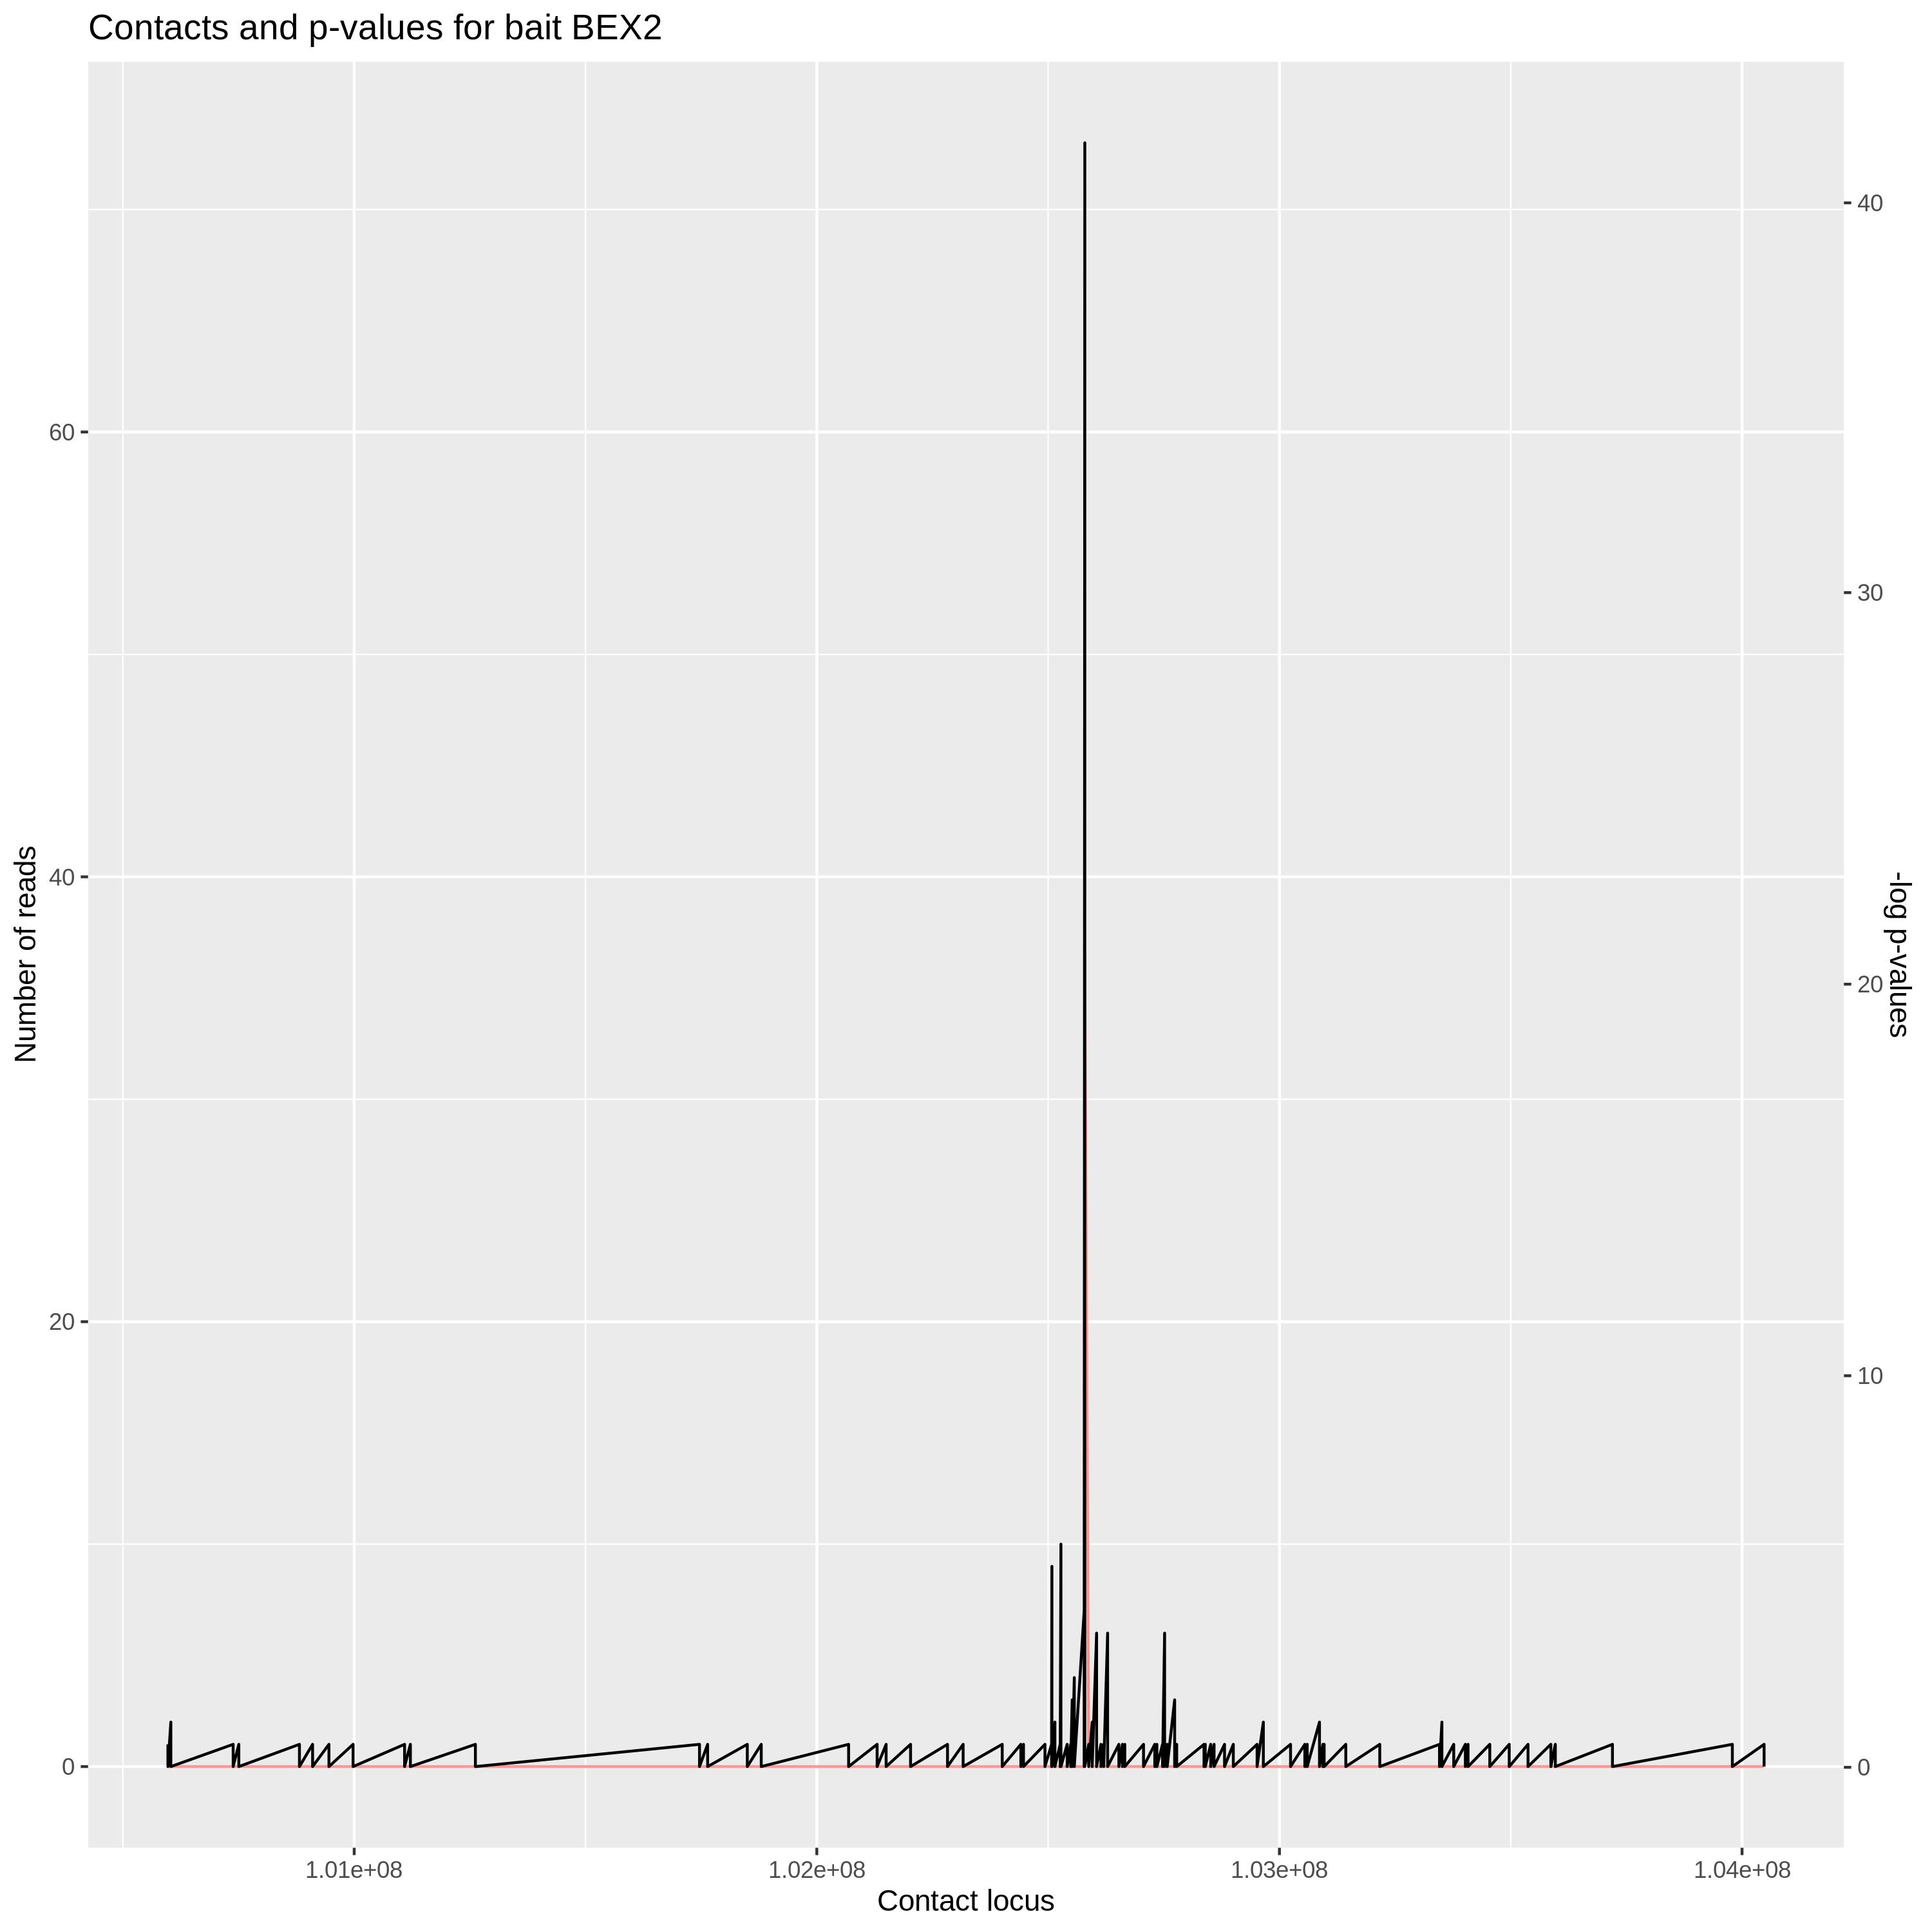 Contacts and p-values for bait BEX2
60
40
20
0
Number of reads
40
30
20
10
0
-log p-values
1.01e+08
1.02e+08
1.03e+08
1.04e+08
Contact locus